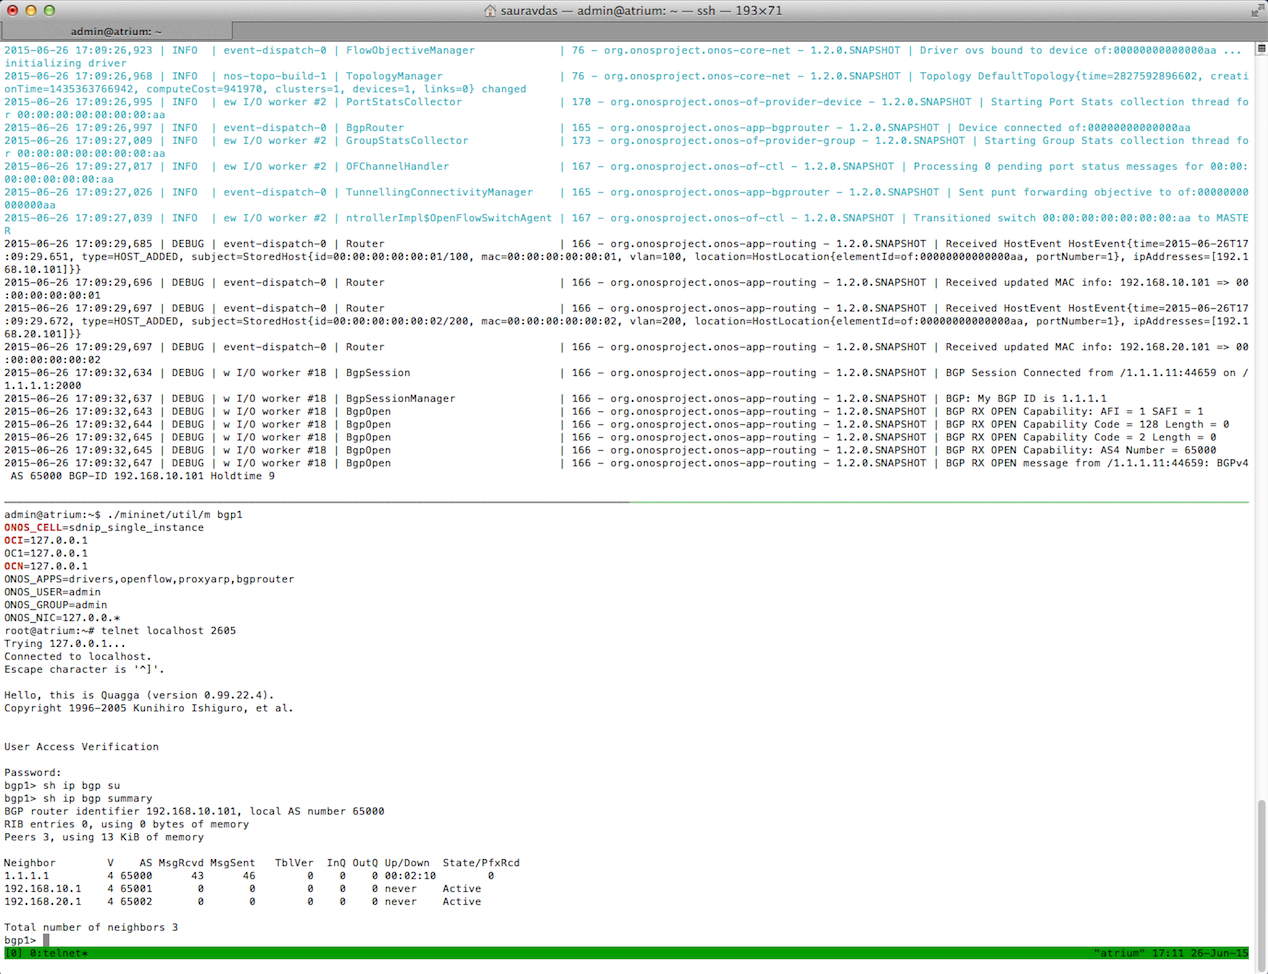 sauravdas — admin@atrium: ~ — ssh — 193×71
admin@atrium: ~
2015-06-26 17:09:26,923 | INFO  | event-dispatch-0 | FlowObjectiveManager             | 76 - org.onosproject.onos-core-net - 1.2.0.SNAPSHOT | Driver ovs bound to device of:00000000000000aa ...
initializing driver
2015-06-26 17:09:26,968 | INFO  | nos-topo-build-1 | TopologyManager                  | 76 - org.onosproject.onos-core-net - 1.2.0.SNAPSHOT | Topology DefaultTopology{time=2827592896602, creati
onTime=1435363766942, computeCost=941970, clusters=1, devices=1, links=0} changed
2015-06-26 17:09:26,995 | INFO  | ew I/O worker #2 | PortStatsCollector               | 170 - org.onosproject.onos-of-provider-device - 1.2.0.SNAPSHOT | Starting Port Stats collection thread fo
r 00:00:00:00:00:00:00:aa
2015-06-26 17:09:26,997 | INFO  | event-dispatch-0 | BgpRouter                        | 165 - org.onosproject.onos-app-bgprouter - 1.2.0.SNAPSHOT | Device connected of:00000000000000aa
2015-06-26 17:09:27,009 | INFO  | ew I/O worker #2 | GroupStatsCollector              | 173 - org.onosproject.onos-of-provider-group - 1.2.0.SNAPSHOT | Starting Group Stats collection thread fo
r 00:00:00:00:00:00:00:aa
2015-06-26 17:09:27,017 | INFO  | ew I/O worker #2 | OFChannelHandler                 | 167 - org.onosproject.onos-of-ctl - 1.2.0.SNAPSHOT | Processing 0 pending port status messages for 00:00:
00:00:00:00:00:aa
2015-06-26 17:09:27,026 | INFO  | event-dispatch-0 | TunnellingConnectivityManager    | 165 - org.onosproject.onos-app-bgprouter - 1.2.0.SNAPSHOT | Sent punt forwarding objective to of:00000000
000000aa
2015-06-26 17:09:27,039 | INFO  | ew I/O worker #2 | ntrollerImpl$OpenFlowSwitchAgent | 167 - org.onosproject.onos-of-ctl - 1.2.0.SNAPSHOT | Transitioned switch 00:00:00:00:00:00:00:aa to MASTE
R
2015-06-26 17:09:29,685 | DEBUG | event-dispatch-0 | Router                           | 166 - org.onosproject.onos-app-routing - 1.2.0.SNAPSHOT | Received HostEvent HostEvent{time=2015-06-26T17
:09:29.651, type=HOST_ADDED, subject=StoredHost{id=00:00:00:00:00:01/100, mac=00:00:00:00:00:01, vlan=100, location=HostLocation{elementId=of:00000000000000aa, portNumber=1}, ipAddresses=[192.1
68.10.101]}}
2015-06-26 17:09:29,696 | DEBUG | event-dispatch-0 | Router                           | 166 - org.onosproject.onos-app-routing - 1.2.0.SNAPSHOT | Received updated MAC info: 192.168.10.101 => 00
:00:00:00:00:01
2015-06-26 17:09:29,697 | DEBUG | event-dispatch-0 | Router                           | 166 - org.onosproject.onos-app-routing - 1.2.0.SNAPSHOT | Received HostEvent HostEvent{time=2015-06-26T17
:09:29.672, type=HOST_ADDED, subject=StoredHost{id=00:00:00:00:00:02/200, mac=00:00:00:00:00:02, vlan=200, location=HostLocation{elementId=of:00000000000000aa, portNumber=1}, ipAddresses=[192.1
68.20.101]}}
2015-06-26 17:09:29,697 | DEBUG | event-dispatch-0 | Router                           | 166 - org.onosproject.onos-app-routing - 1.2.0.SNAPSHOT | Received updated MAC info: 192.168.20.101 => 00
:00:00:00:00:02
2015-06-26 17:09:32,634 | DEBUG | w I/O worker #18 | BgpSession                       | 166 - org.onosproject.onos-app-routing - 1.2.0.SNAPSHOT | BGP Session Connected from /1.1.1.11:44659 on /
1.1.1.1:2000
2015-06-26 17:09:32,637 | DEBUG | w I/O worker #18 | BgpSessionManager                | 166 - org.onosproject.onos-app-routing - 1.2.0.SNAPSHOT | BGP: My BGP ID is 1.1.1.1
2015-06-26 17:09:32,643 | DEBUG | w I/O worker #18 | BgpOpen                          | 166 - org.onosproject.onos-app-routing - 1.2.0.SNAPSHOT | BGP RX OPEN Capability: AFI = 1 SAFI = 1
2015-06-26 17:09:32,644 | DEBUG | w I/O worker #18 | BgpOpen                          | 166 - org.onosproject.onos-app-routing - 1.2.0.SNAPSHOT | BGP RX OPEN Capability Code = 128 Length = 0
2015-06-26 17:09:32,645 | DEBUG | w I/O worker #18 | BgpOpen                          | 166 - org.onosproject.onos-app-routing - 1.2.0.SNAPSHOT | BGP RX OPEN Capability Code = 2 Length = 0
2015-06-26 17:09:32,645 | DEBUG | w I/O worker #18 | BgpOpen                          | 166 - org.onosproject.onos-app-routing - 1.2.0.SNAPSHOT | BGP RX OPEN Capability: AS4 Number = 65000
2015-06-26 17:09:32,647 | DEBUG | w I/O worker #18 | BgpOpen                          | 166 - org.onosproject.onos-app-routing - 1.2.0.SNAPSHOT | BGP RX OPEN message from /1.1.1.11:44659: BGPv4
 AS 65000 BGP-ID 192.168.10.101 Holdtime 9
admin@atrium:~$ ./mininet/util/m bgp1
ONOS_CELL=sdnip_single_instance
OCI=127.0.0.1
OC1=127.0.0.1
OCN=127.0.0.1
ONOS_APPS=drivers,openflow,proxyarp,bgprouter
ONOS_USER=admin
ONOS_GROUP=admin
ONOS_NIC=127.0.0.*
root@atrium:~# telnet localhost 2605
Trying 127.0.0.1...
Connected to localhost.
Escape character is '^]'.
Hello, this is Quagga (version 0.99.22.4).
Copyright 1996-2005 Kunihiro Ishiguro, et al.
User Access Verification
Password:
bgp1> sh ip bgp su
bgp1> sh ip bgp summary
BGP router identifier 192.168.10.101, local AS number 65000
RIB entries 0, using 0 bytes of memory
Peers 3, using 13 KiB of memory
Neighbor        V    AS MsgRcvd MsgSent   TblVer  InQ OutQ Up/Down  State/PfxRcd
1.1.1.1         4 65000      43      46        0    0    0 00:02:10        0
192.168.10.1    4 65001       0       0        0    0    0 never    Active
192.168.20.1    4 65002       0       0        0    0    0 never    Active
Total number of neighbors 3
bgp1>
[0] 0:telnet* "atrium" 17:11 26-Jun-15